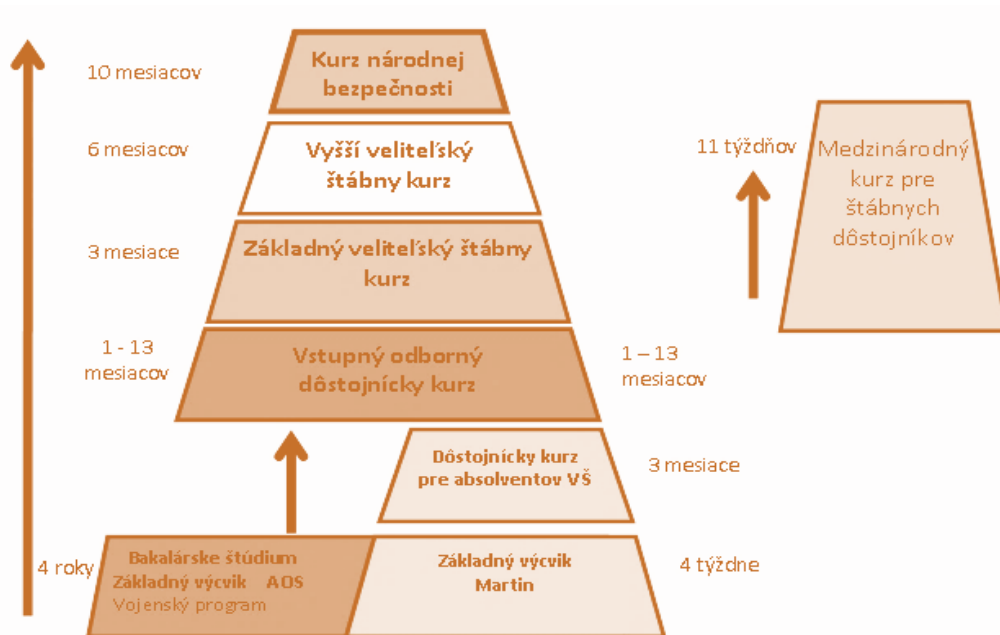 10 mesiacov
Kurz národnej
bezpečnosti
6 mesiacov
Vyšší veliteľský
štábny kurz
11 týždňov
Medzinárodný
kurz pre
štábnych
dôstojníkov
3 mesiace
Základný veliteľský štábny
kurz
1 - 13
mesiacov
Vstupný odborný
dôstojnícky kurz
1 – 13
mesiacov
Dôstojnícky kurz
pre absolventov VŠ
3 mesiace
4 roky
Bakalárske štúdium
Základný výcvik AOS
Vojenský program
Základný výcvik
Martin
4 týždne